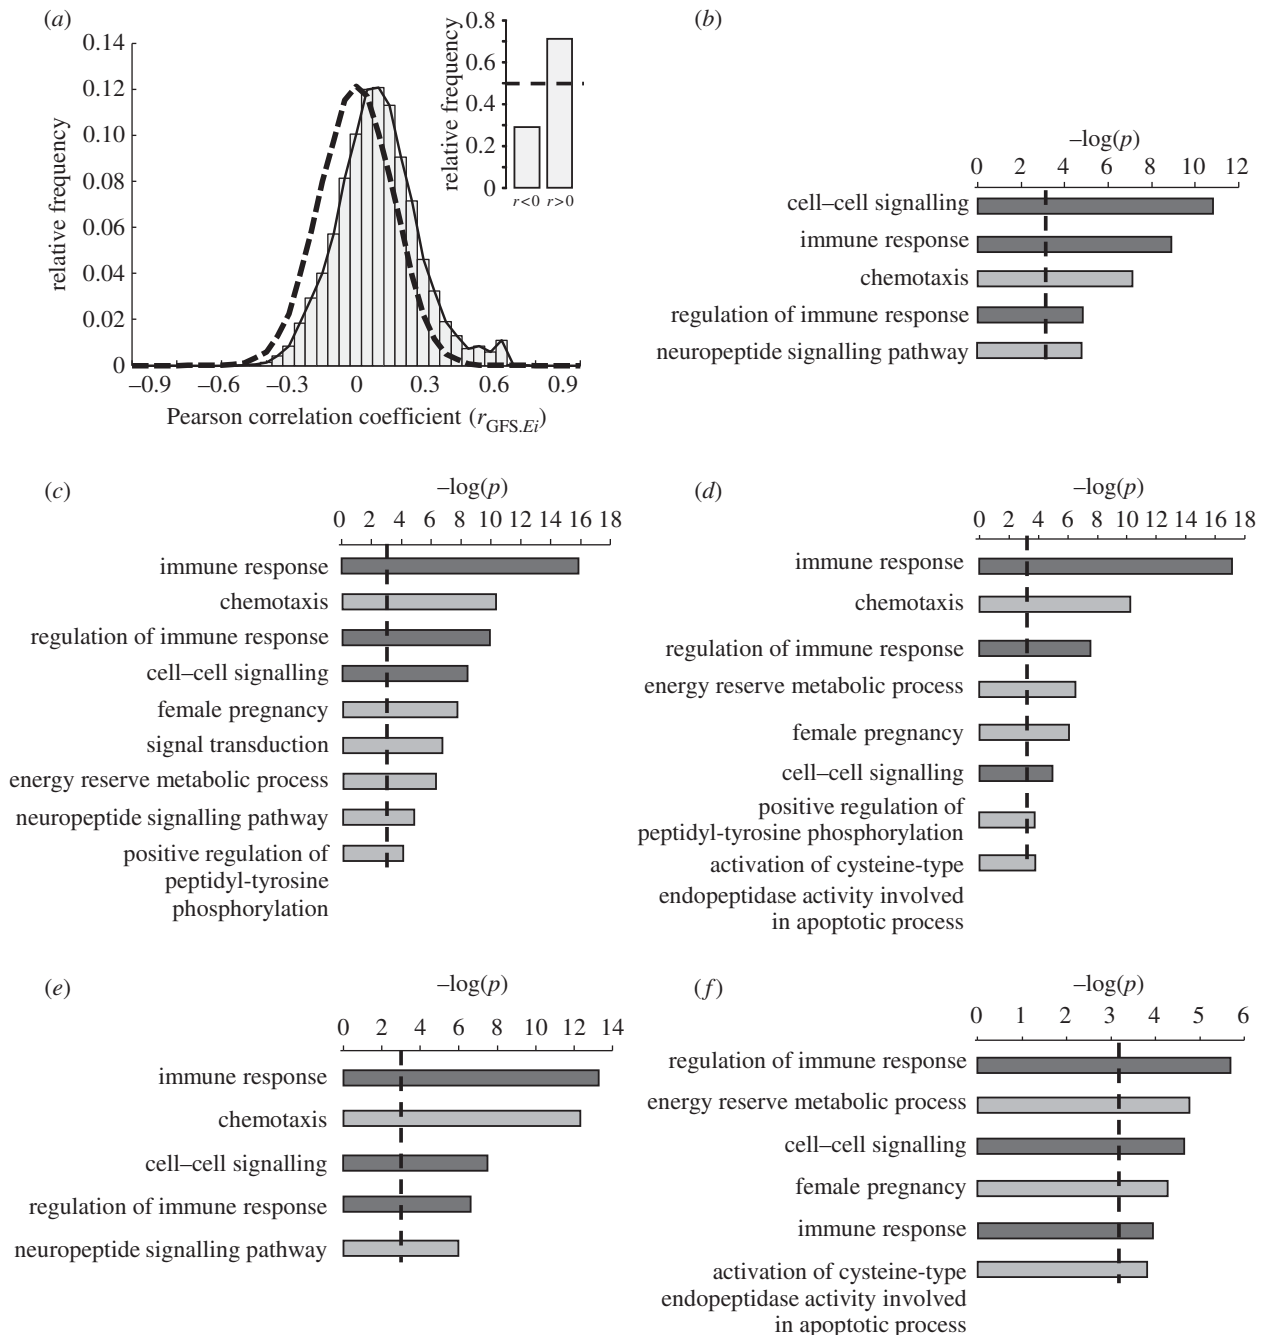 (a)
0.14
0.12
0.10
0.08
0.06
0.04
0.02
0
relative frequency
–0.9 –0.6 –0.3 0 0.3 0.6 0.9
Pearson correlation coefficient (rGFS.Ei)
0.8
0.6
0.4
0.2
0
relative frequency
r<0 r>0
(b)
–log(p)
0 2 4 6 8 10 12
cell–cell signalling
immune response
chemotaxis
regulation of immune response
neuropeptide signalling pathway
(c)
–log(p)
0 2 4 6 8 10 12 14 16 18
immune response
chemotaxis
regulation of immune response
cell–cell signalling
female pregnancy
signal transduction
energy reserve metabolic process
neuropeptide signalling pathway
positive regulation of
peptidyl-tyrosine
phosphorylation
(d)
–log(p)
0 2 4 6 8 10 12 14 16 18
immune response
chemotaxis
regulation of immune response
energy reserve metabolic process
female pregnancy
cell–cell signalling
positive regulation of
peptidyl-tyrosine phosphorylation
activation of cysteine-type
endopeptidase activity involved
in apoptotic process
(e)
–log(p)
0 2 4 6 8 10 12 14
immune response
chemotaxis
cell–cell signalling
regulation of immune response
neuropeptide signalling pathway
(f)
–log(p)
0 1 2 3 4 5 6
regulation of immune response
energy reserve metabolic process
cell–cell signalling
female pregnancy
immune response
activation of cysteine-type
endopeptidase activity involved
in apoptotic process